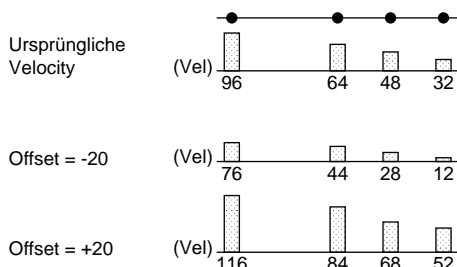 Ursprüngliche
Velocity (Vel)
96 64 48 32
Offset = -20 (Vel)
76 44 28 12
Offset = +20 (Vel)
116 84 68 52